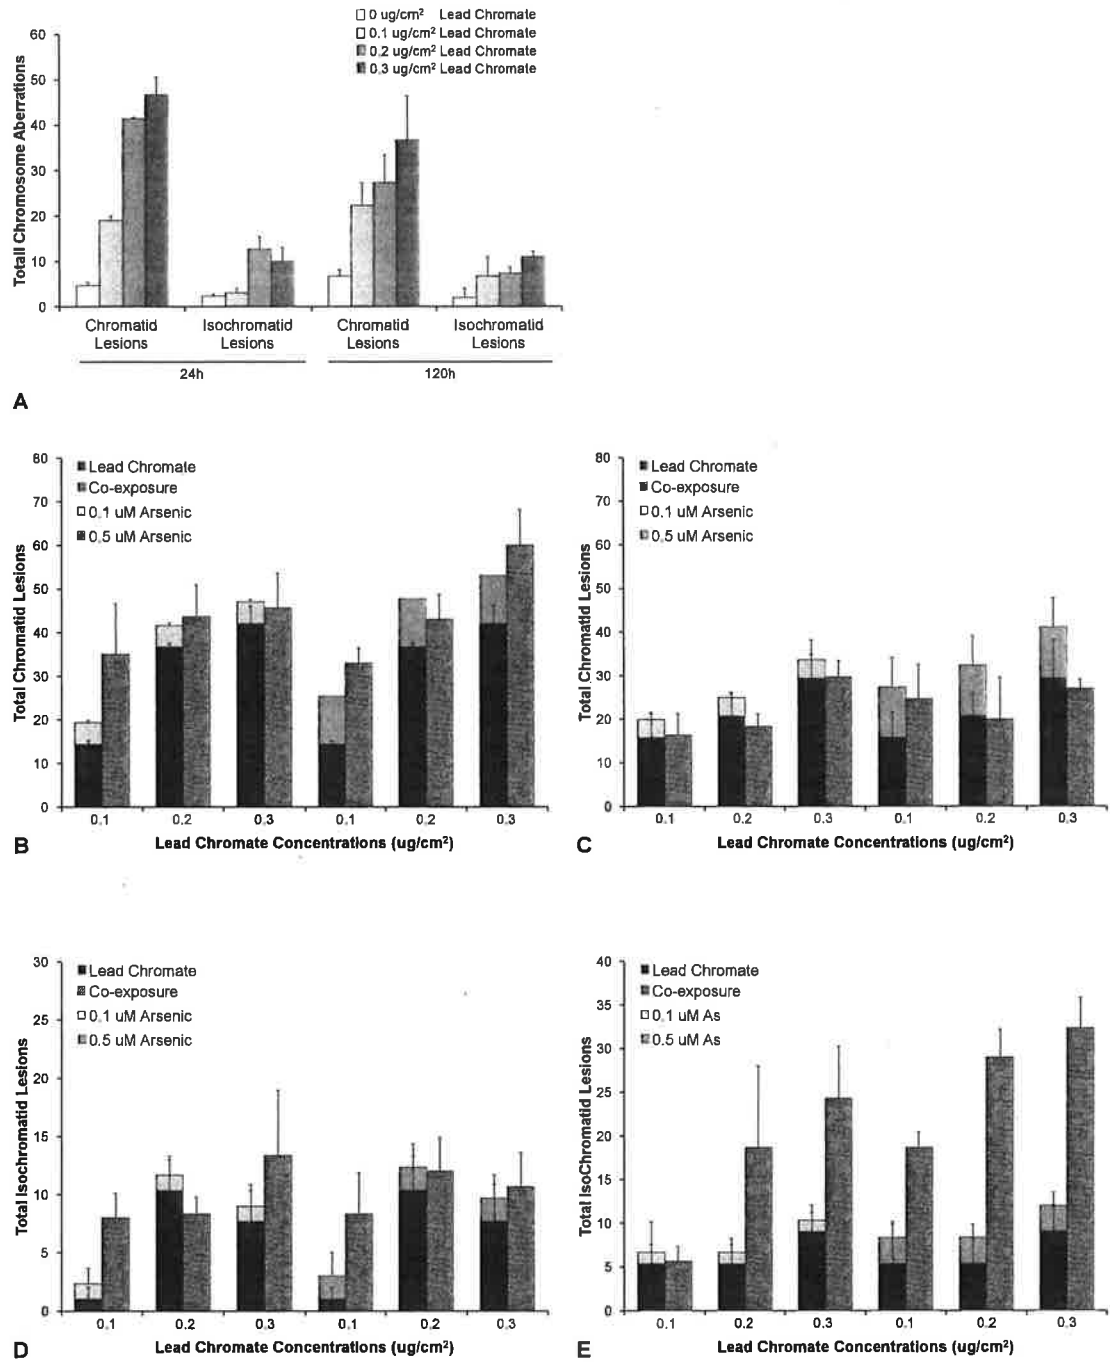 0 ug/cm² Lead Chromate
0.1 ug/cm² Lead Chromate
0.2 ug/cm² Lead Chromate
0.3 ug/cm² Lead Chromate
Totall Chromosome Aberrations
60
50
40
30
20
10
0
Chromatid Lesions
Isochromatid Lesions
Chromatid Lesions
Isochromatid Lesions
24h
120h
A
Total Chromatid Lesions
80
70
60
50
40
30
20
10
0
Lead Chromate
Co-exposure
0.1 uM Arsenic
0.5 uM Arsenic
0.1 0.2 0.3 0.1 0.2 0.3
Lead Chromate Concentrations (ug/cm²)
B
Total Chromatid Lesions
80
70
60
50
40
30
20
10
0
Lead Chromate
Co-exposure
0.1 uM Arsenic
0.5 uM Arsenic
0.1 0.2 0.3 0.1 0.2 0.3
Lead Chromate Concentrations (ug/cm²)
C
Total Isochromatid Lesions
30
25
20
15
10
5
0
Lead Chromate
Co-exposure
0.1 uM Arsenic
0.5 uM Arsenic
0.1 0.2 0.3 0.1 0.2 0.3
Lead Chromate Concentrations (ug/cm²)
D
Total IsoChromatid Lesions
40
35
30
25
20
15
10
5
0
Lead Chromate
Co-exposure
0.1 uM As
0.5 uM As
0.1 0.2 0.3 0.1 0.2 0.3
Lead Chromate Concentrations (ug/cm²)
E